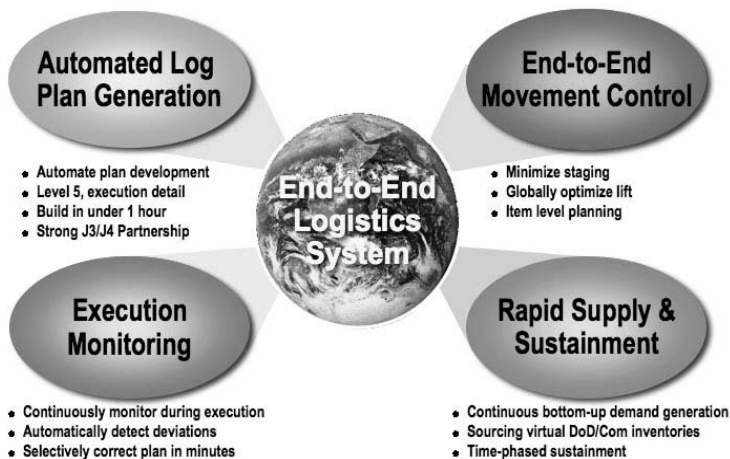 Automated Log
Plan Generation
• Automate plan development
• Level 5, execution detail
• Build in under 1 hour
• Strong J3/J4 Partnership
End-to-End
Movement Control
• Minimize staging
• Globally optimize lift
• Item level planning
End-to-End
Logistics
System
Execution
Monitoring
• Continuously monitor during execution
• Automatically detect deviations
• Selectively correct plan in minutes
Rapid Supply &
Sustainment
• Continuous bottom-up demand generation
• Sourcing virtual DoD/Com inventories
• Time-phased sustainment